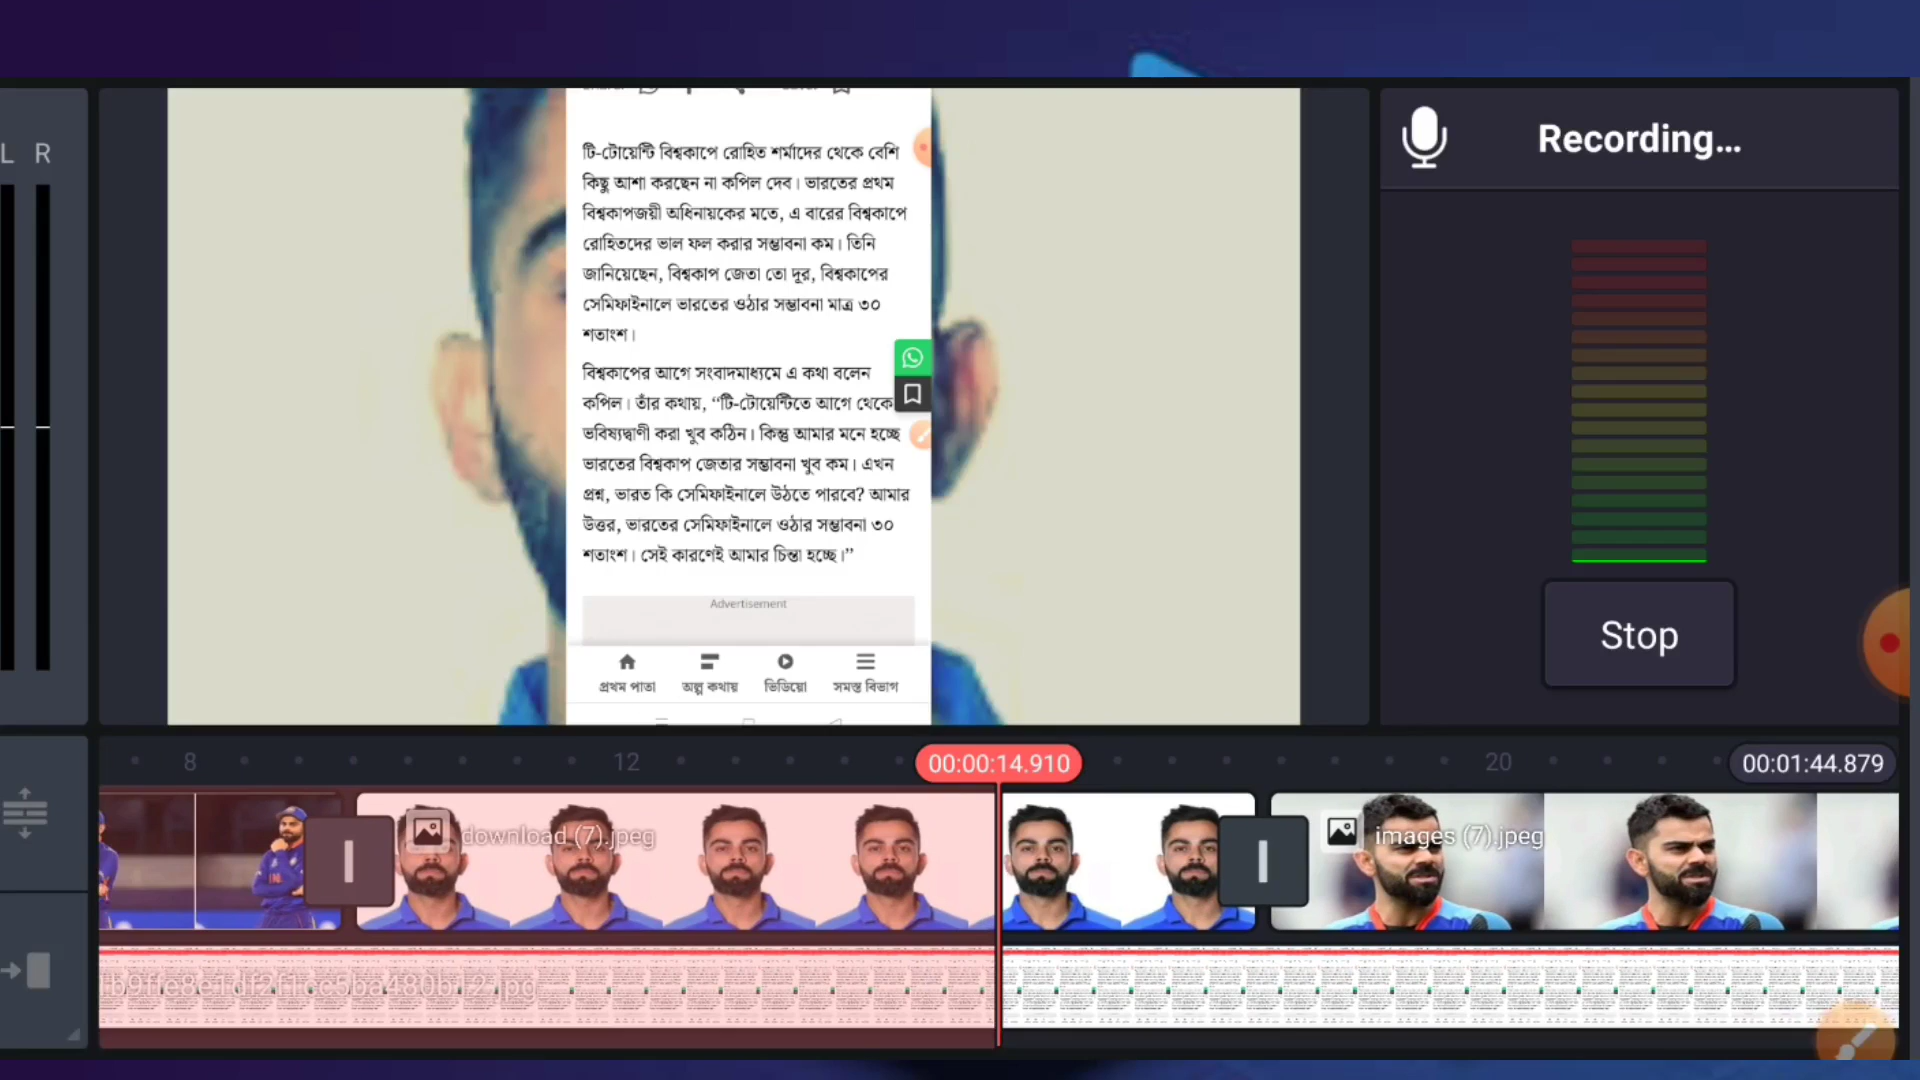 L R
টি-টোয়েন্টি বিশ্বকাপে রোহিত শর্মাদের থেকে বেশি
কিছু আশা করছেন না কপিল দেব। ভারতের প্রথম
বিশ্বকাপজয়ী অধিনায়কের মতে, এ বারের বিশ্বকাপে
রোহিতদের ভাল ফল করার সম্ভাবনা কম। তিনি
জানিয়েছেন, বিশ্বকাপ জেতা তো দূর, বিশ্বকাপের
সেমিফাইনালে ভারতের ওঠার সম্ভাবনা মাত্র ৩০
শতাংশ।
বিশ্বকাপের আগে সংবাদমাধ্যমে এ কথা বলেন
কপিল। তাঁর কথায়, “টি-টোয়েন্টিতে আগে থেকে
ভবিষ্যদ্বাণী করা খুব কঠিন। কিন্তু আমার মনে হচ্ছে
ভারতের বিশ্বকাপ জেতার সম্ভাবনা খুব কম। এখন
প্রশ্ন, ভারত কি সেমিফাইনালে উঠতে পারবে? আমার
উত্তর, ভারতের সেমিফাইনালে ওঠার সম্ভাবনা ৩০
শতাংশ। সেই কারণেই আমার চিন্তা হচ্ছে।”
Advertisement
প্রথম পাতা অল্প কথায় ভিডিয়ো সমস্ত বিভাগ
Recording...
Stop
8 12 00:00:14.910 20 00:01:44.879
download (7).jpeg images (7).jpeg